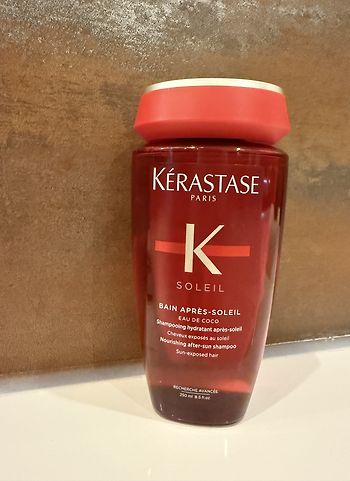 KÉRASTASE
PARIS
K
SOLEIL
BAIN APRÈS-SOLEIL
EAU DE COCO
Shampooing hydratant après-soleil
Cheveux exposés au soleil
Nourishing after-sun shampoo
Sun-exposed hair
RECHERCHE AVANCÉE
250 ml 8.5 fl.oz